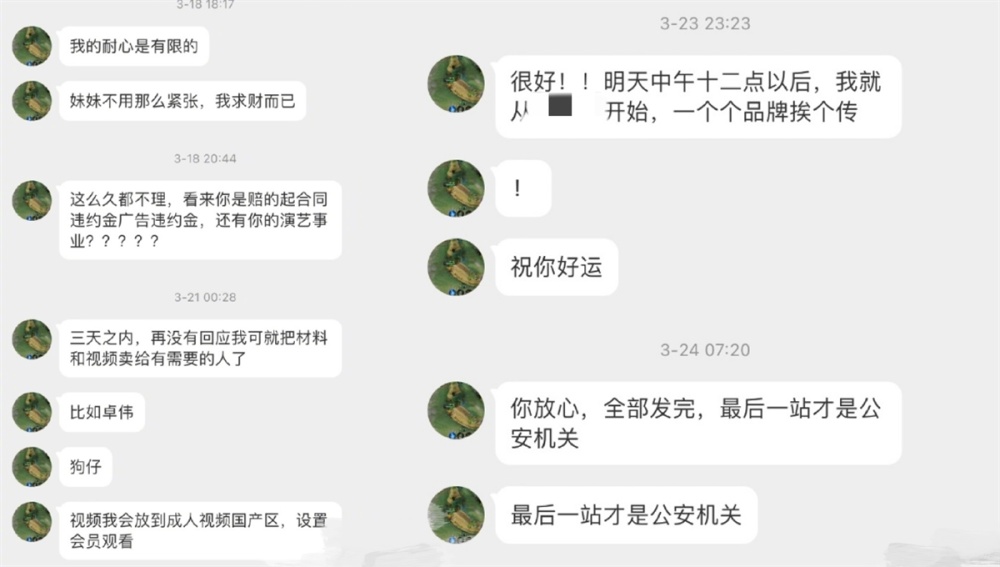 3-18 18:17
我的耐心是有限的
妹妹不用那么紧张，我求财而已
3-18 20:44
这么久都不理，看来你是赔的起合同
违约金广告违约金，还有你的演艺事
业？？？？？
3-21 00:28
三天之内，再没有回应我可就把材料
和视频卖给有需要的人了
比如卓伟
狗仔
视频我会放到成人视频国产区，设置
会员观看
3-23 23:23
很好！！明天中午十二点以后，我就
从 开始，一个个品牌挨个传
！
祝你好运
3-24 07:20
你放心，全部发完，最后一站才是公
安机关
最后一站才是公安机关